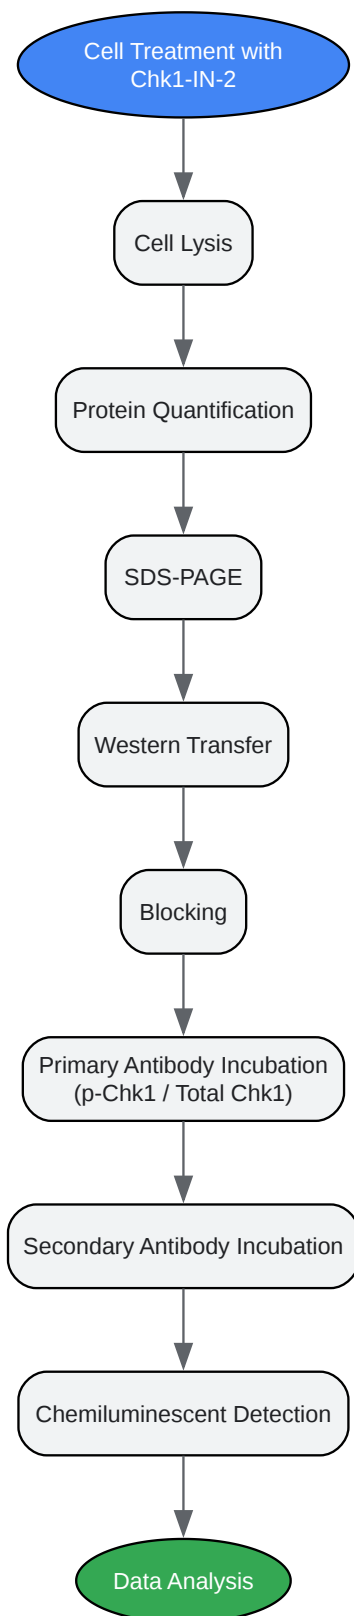 Cell Treatment with
Chk1-IN-2
Cell Lysis
Protein Quantification
SDS-PAGE
Western Transfer
Blocking
Primary Antibody Incubation
(p-Chk1 / Total Chk1)
Secondary Antibody Incubation
Chemiluminescent Detection
Data Analysis